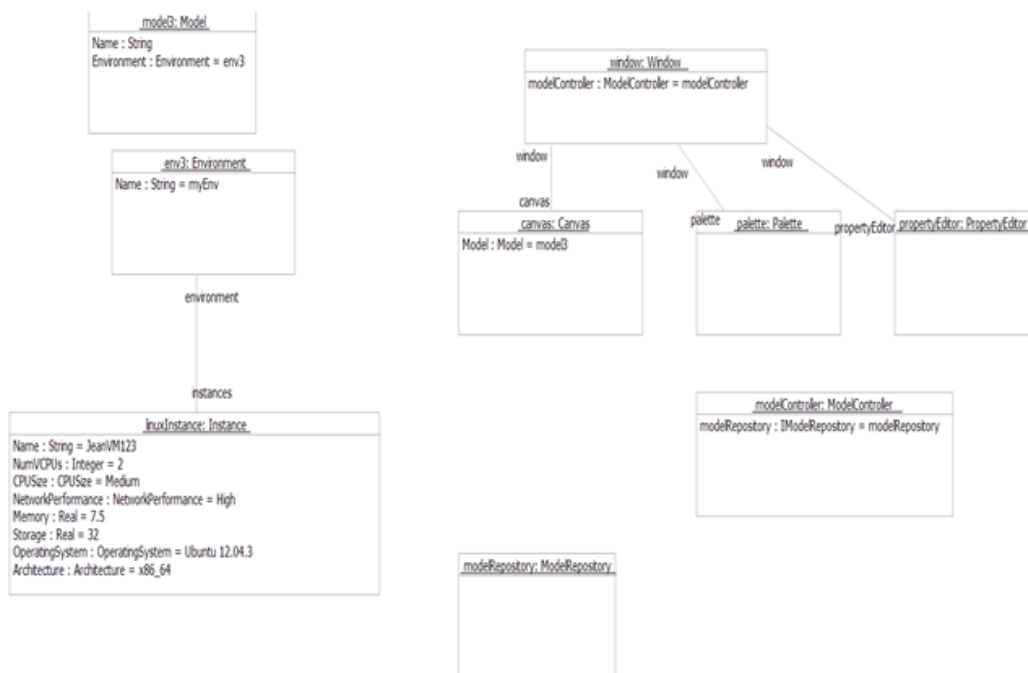 model3: Model
Name : String
Environment : Environment = env3
env3: Environment
Name : String = myEnv
environment
instances
linuxInstance: Instance
Name : String = JeanVM123
NumVCPUs : Integer = 2
CPUSize : CPUSize = Medium
NetworkPerformance : NetworkPerformance = High
Memory : Real = 7.5
Storage : Real = 32
OperatingSystem : OperatingSystem = Ubuntu 12.04.3
Architecture : Architecture = x86_64
window: Window
modelController : ModelController = modelController
window
window
window
canvas
palette
propertyEditor
canvas: Canvas
Model : Model = model3
palette: Palette
propertyEditor: PropertyEditor
modelController: ModelController
modelRepository : IModelRepository = modelRepository
modelRepository: ModelRepository